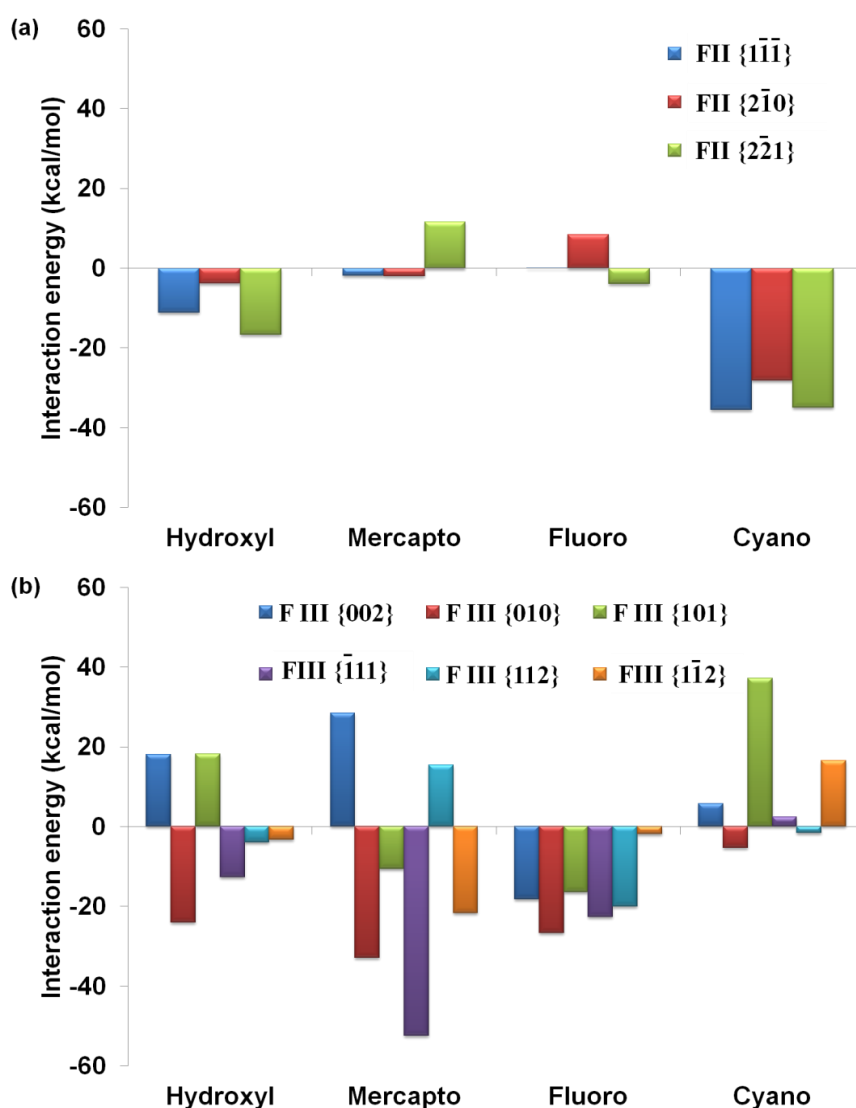 (a)
60
40
20
0
-20
-40
-60
Interaction energy (kcal/mol)
FII {11̄1̄}
FII {21̄0}
FII {22̄1}
Hydroxyl Mercapto Fluoro Cyano
(b)
60
40
20
0
-20
-40
-60
Interaction energy (kcal/mol)
F III {002} F III {010} F III {101}
FIII {1̄11} F III {112} FIII {11̄2}
Hydroxyl Mercapto Fluoro Cyano